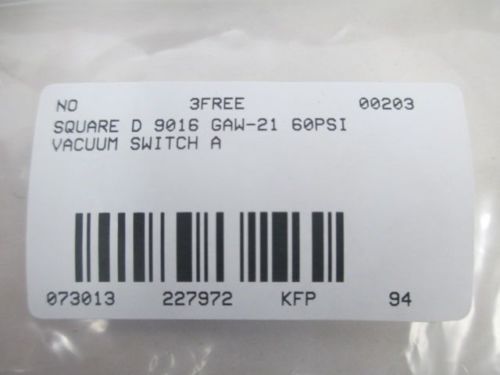 NO 3FREE 00203
SQUARE D 9016 GAW-21 60PSI
VACUUM SWITCH A
073013 227972 KFP 94